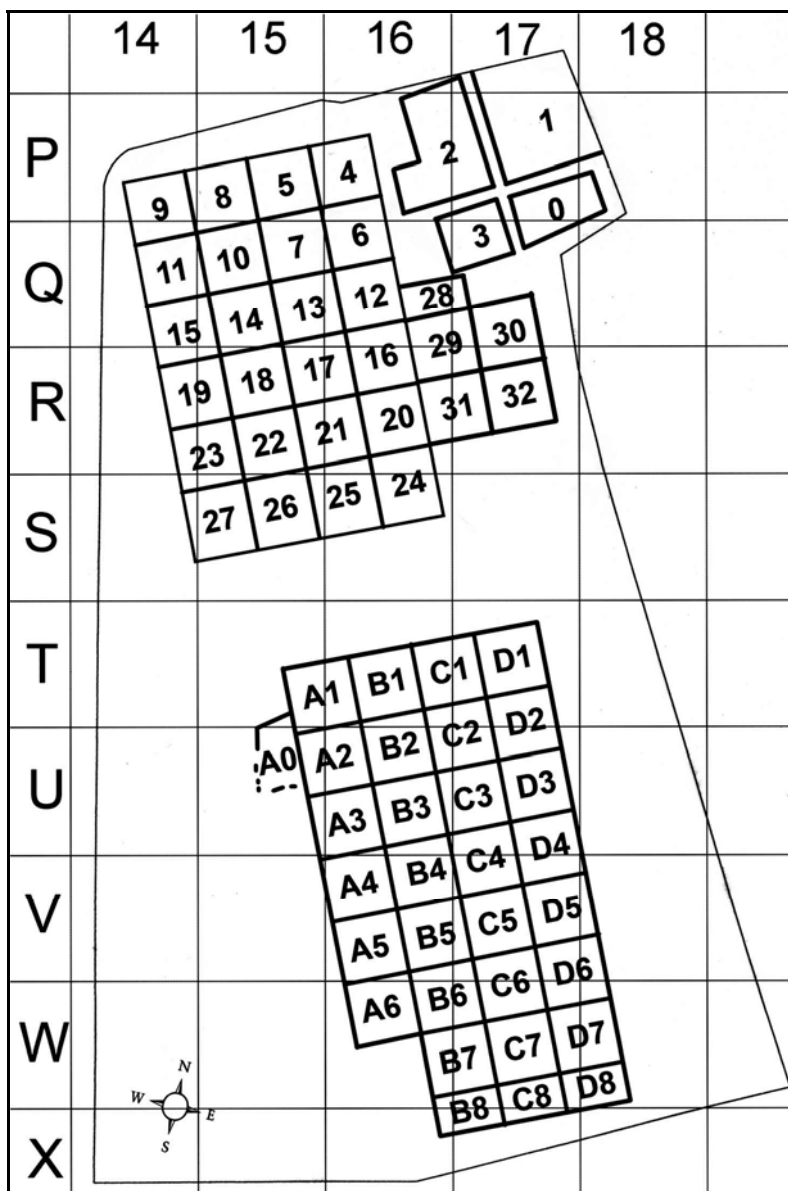 14 15 16 17 18
P
Q
R
S
T
U
V
W
X
1
2
0
3
9 8 5 4
11 10 7 6
15 14 13 12 28
19 18 17 16 29 30
23 22 21 20 31 32
27 26 25 24
A1 B1 C1 D1
A0 A2 B2 C2 D2
A3 B3 C3 D3
A4 B4 C4 D4
A5 B5 C5 D5
A6 B6 C6 D6
B7 C7 D7
B8 C8 D8
N
W E
S